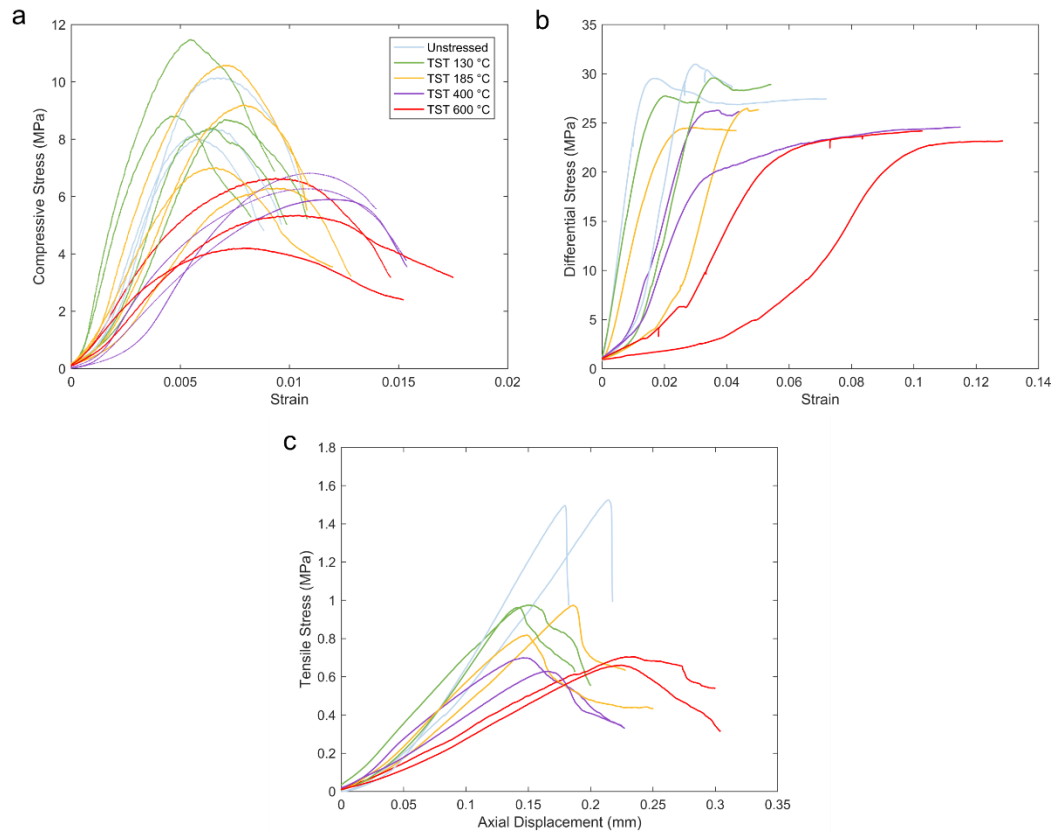 a
12
10
8
6
4
2
0
Compressive Stress (MPa)
0 0.005 0.01 0.015 0.02
Strain
Unstressed
TST 130 °C
TST 185 °C
TST 400 °C
TST 600 °C
b
35
30
25
20
15
10
5
0
Differential Stress (MPa)
0 0.02 0.04 0.06 0.08 0.1 0.12 0.14
Strain
c
1.8
1.6
1.4
1.2
1
0.8
0.6
0.4
0.2
0
Tensile Stress (MPa)
0 0.05 0.1 0.15 0.2 0.25 0.3 0.35
Axial Displacement (mm)